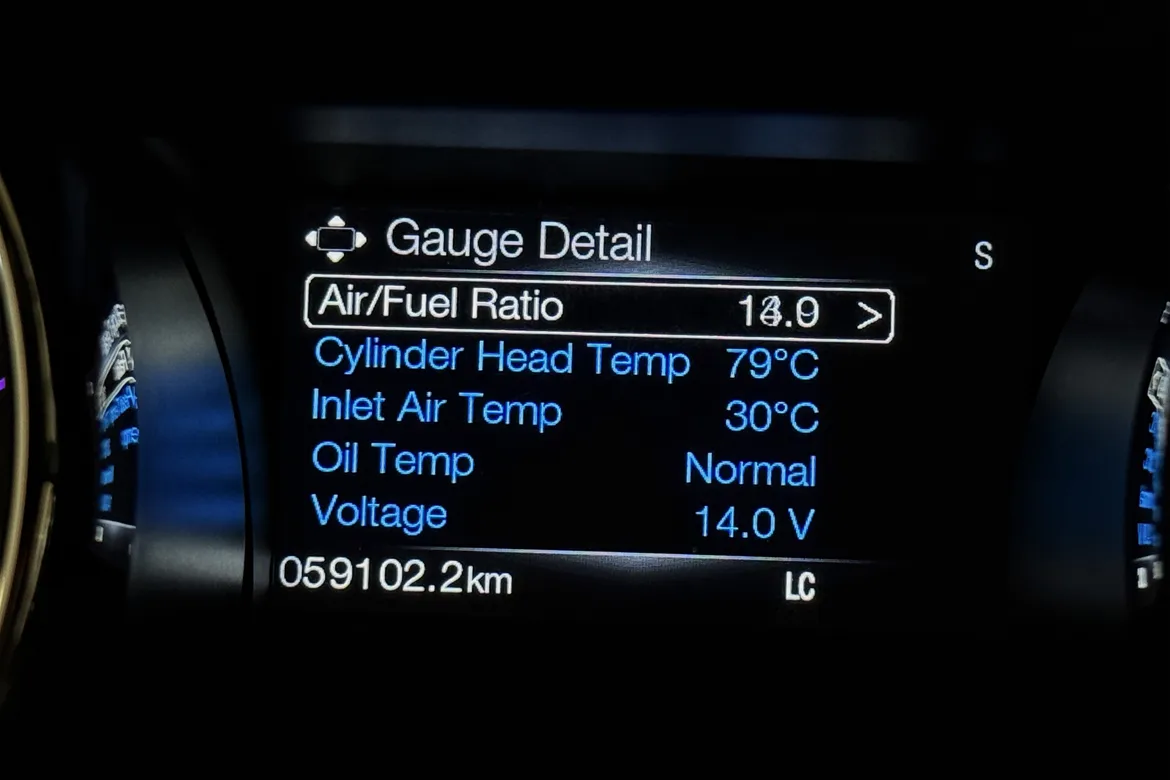 Gauge Detail
S
Air/Fuel Ratio >
Cylinder Head Temp 79°C
Inlet Air Temp 30°C
Oil Temp Normal
Voltage 14.0 V
059102.2km LC